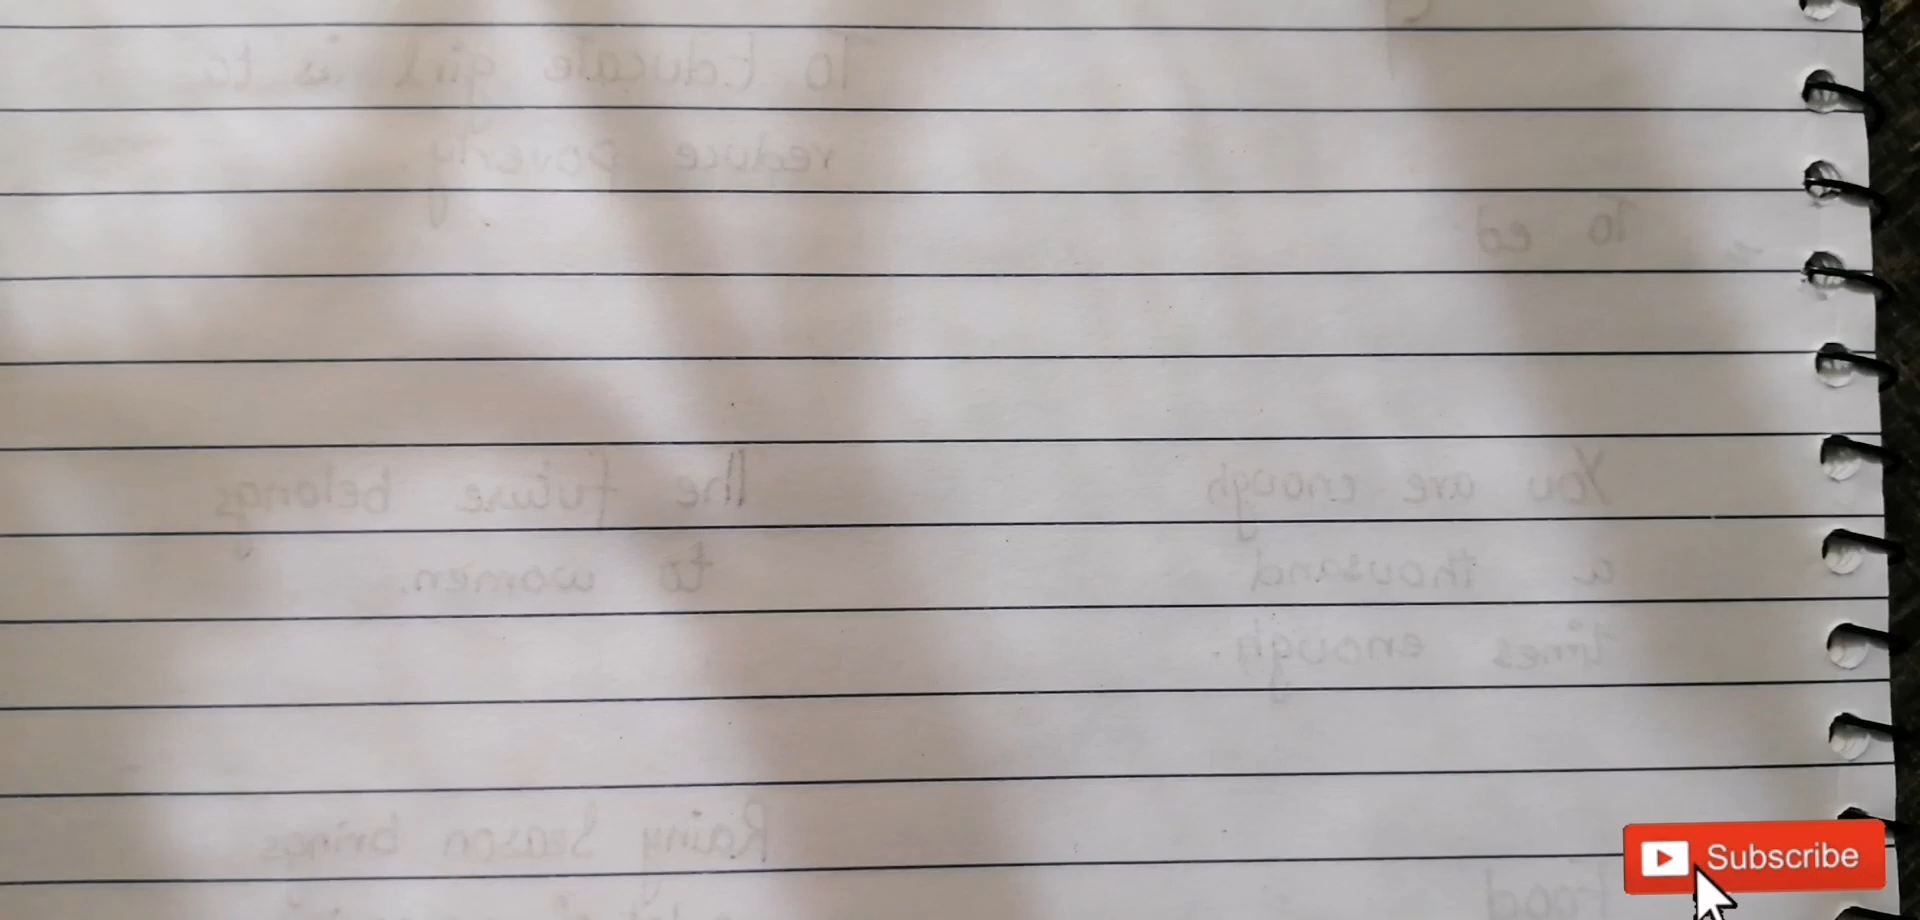 To Educate girl is to
reduce poverty.
To ed
You are enough
a thousand
times enough.
The future belongs
to women.
Rainy Season brings
Food
Subscribe